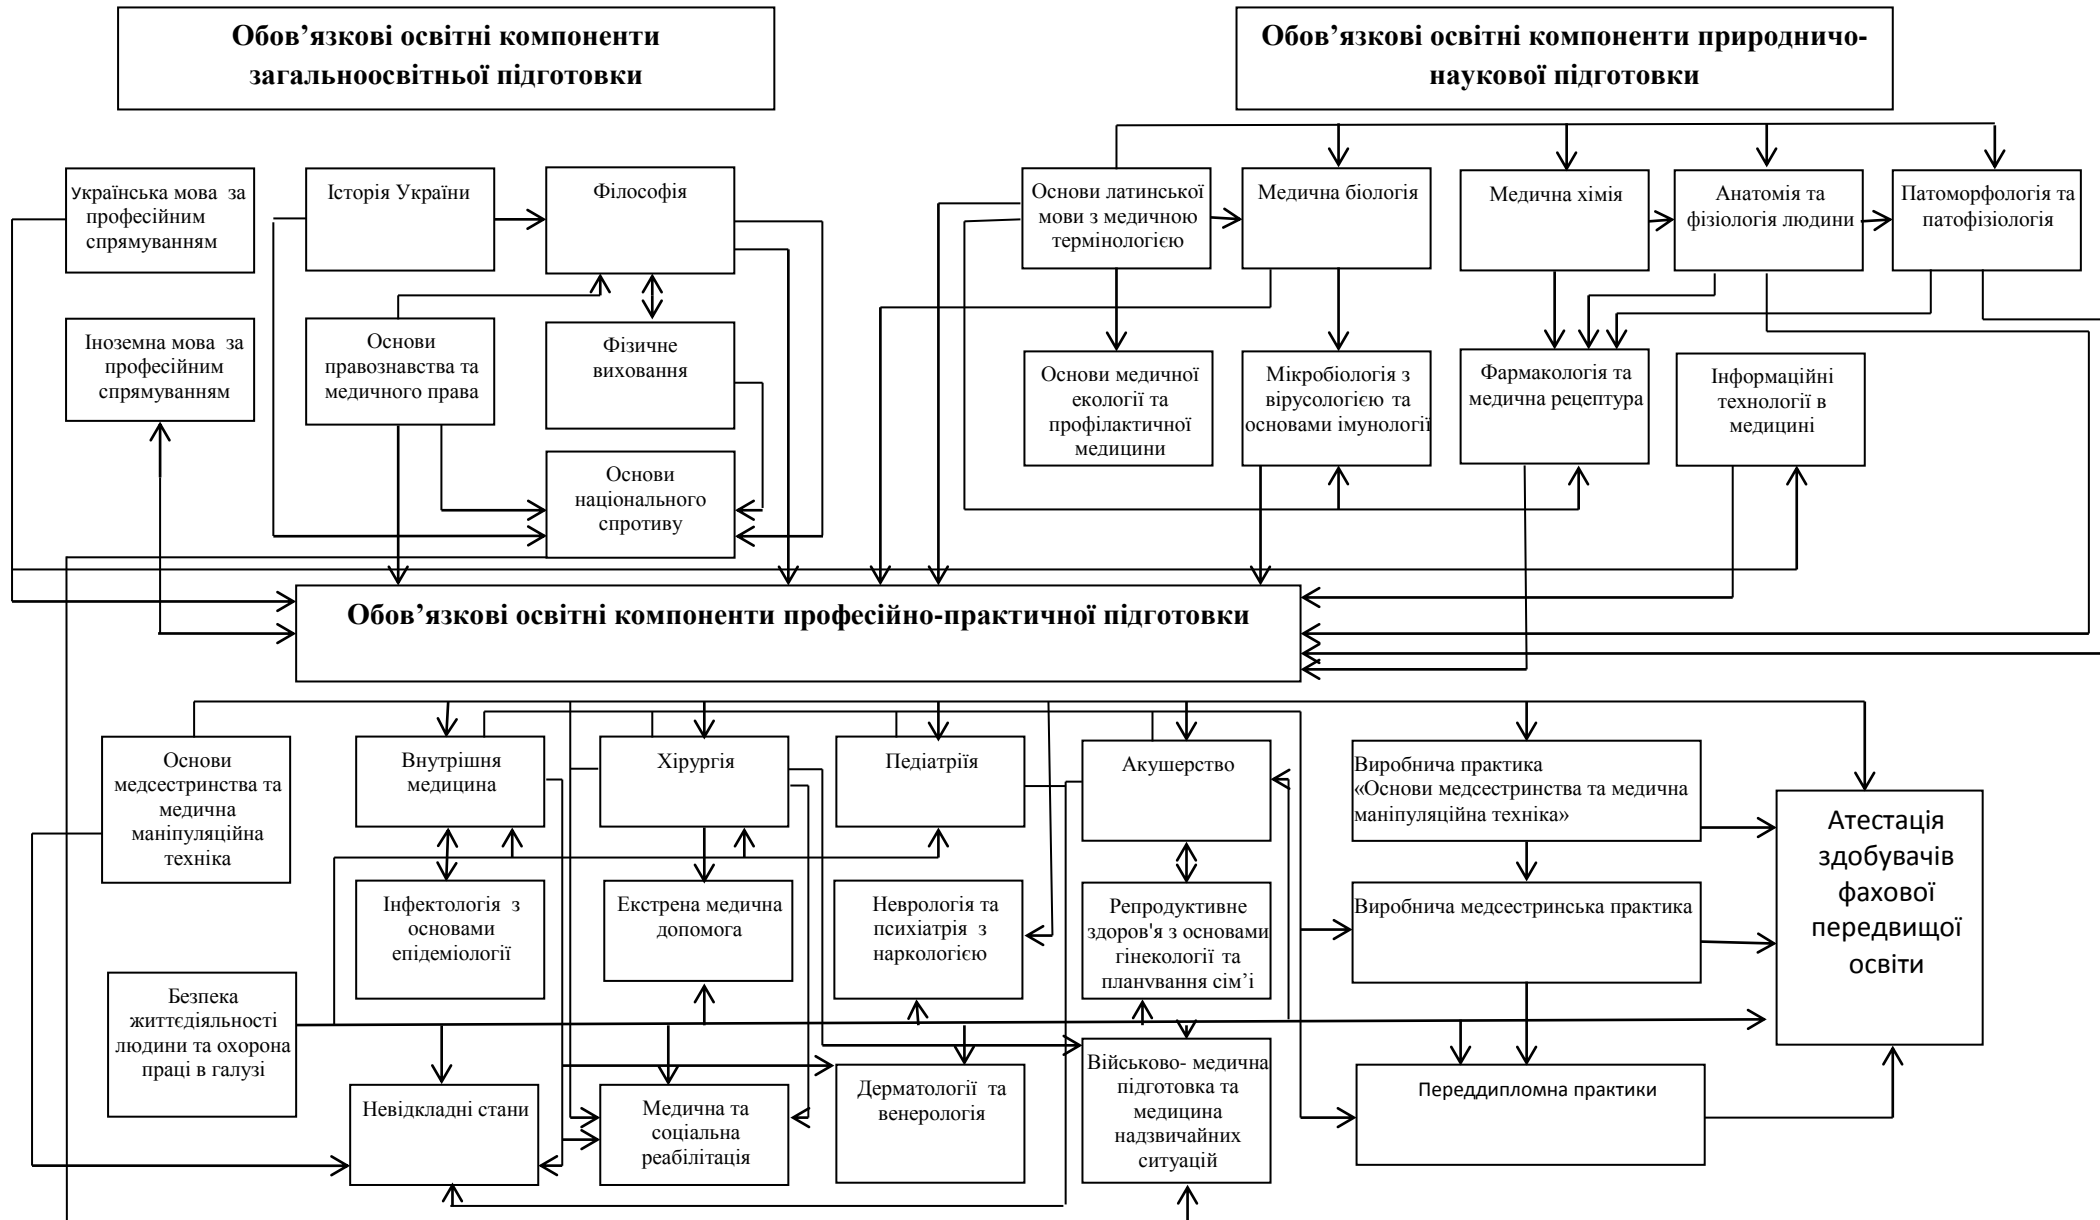 Обов’язкові освітні компоненти
загальноосвітньої підготовки
Обов’язкові освітні компоненти природничо-
наукової підготовки
Українська мова за
професійним
спрямуванням
Історія України
Філософія
Основи латинської
мови з медичною
термінологією
Медична біологія
Медична хімія
Анатомія та
фізіологія людини
Патоморфологія та
патофізіологія
Іноземна мова за
професійним
спрямуванням
Основи
правознавства та
медичного права
Фізичне
виховання
Основи медичної
екології та
профілактичної
медицини
Мікробіологія з
вірусологією та
основами імунології
Фармакологія та
медична рецептура
Інформаційні
технології в
медицині
Основи
національного
спротиву
Обов’язкові освітні компоненти професійно-практичної підготовки
Основи
медсестринства та
медична
маніпуляційна
техніка
Внутрішня
медицина
Хірургія
Педіатріїя
Акушерство
Виробнича практика
«Основи медсестринства та медична
маніпуляційна техніка»
Атестація
здобувачів
фахової
передвищої
освіти
Інфектологія з
основами
епідеміології
Екстрена медична
допомога
Неврологія та
психіатрія з
наркологією
Репродуктивне
здоров'я з основами
гінекології та
планування сім’ї
Виробнича медсестринська практика
Безпека
життєдіяльності
людини та охорона
праці в галузі
Невідкладні стани
Медична та
соціальна
реабілітація
Дерматології та
венерологія
Військово- медична
підготовка та
медицина
надзвичайних
ситуацій
Переддипломна практики